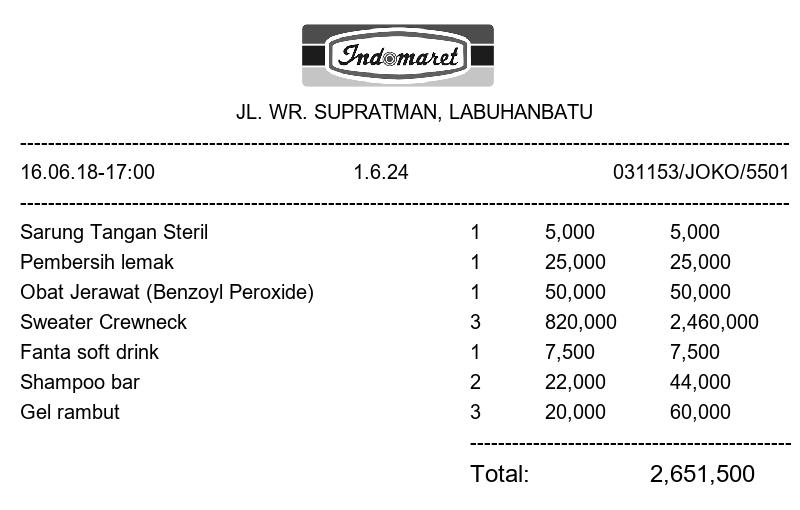 Indomaret
JL. WR. SUPRATMAN, LABUHANBATU
16.06.18-17:00 1.6.24 031153/JOKO/5501
Sarung Tangan Steril 1 5,000 5,000
Pembersih lemak 1 25,000 25,000
Obat Jerawat (Benzoyl Peroxide) 1 50,000 50,000
Sweater Crewneck 3 820,000 2,460,000
Fanta soft drink 1 7,500 7,500
Shampoo bar 2 22,000 44,000
Gel rambut 3 20,000 60,000
Total: 2,651,500